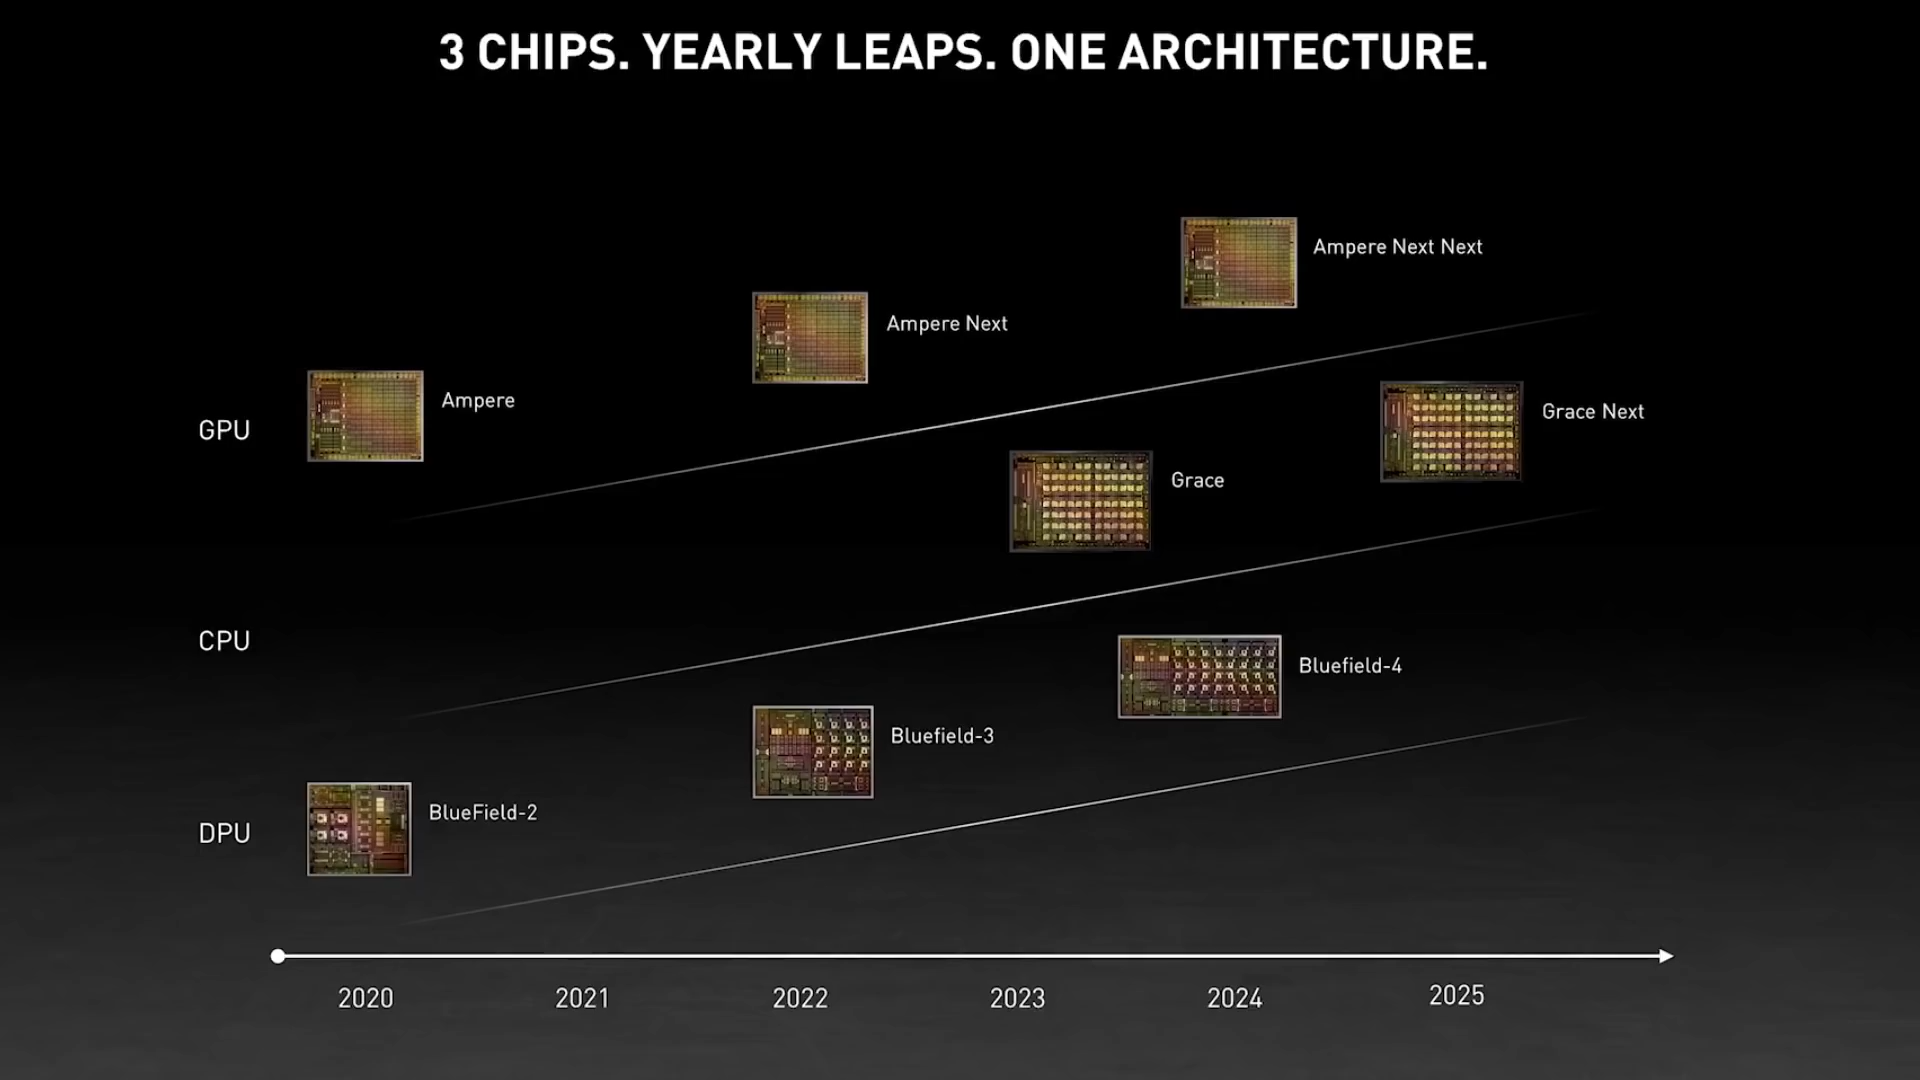 3 CHIPS. YEARLY LEAPS. ONE ARCHITECTURE.
Ampere Next Next
Ampere Next
Ampere
GPU
Grace Next
Grace
CPU
Bluefield-4
Bluefield-3
BlueField-2
DPU
2020 2021 2022 2023 2024 2025